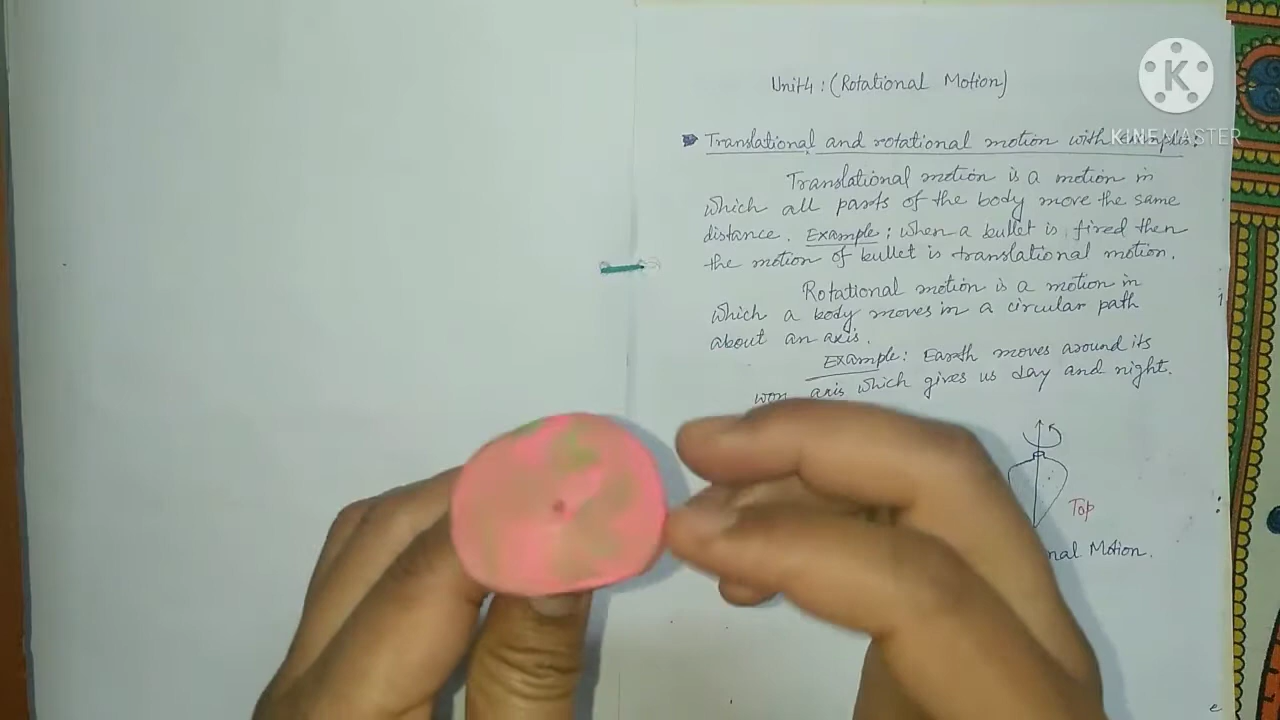 Unit4 : (Rotational Motion)
K
KINEMASTER
Translational and rotational motion with
Translational motion is a motion in
which all parts of the body move the same
distance. Example : when a bullet is fired then
the motion of bullet is translational motion.
Rotational motion is a motion in
which a body moves in a circular path
about an axis.
Example : Earth moves around its
won axis which gives us day and night.
Top
nal Motion.